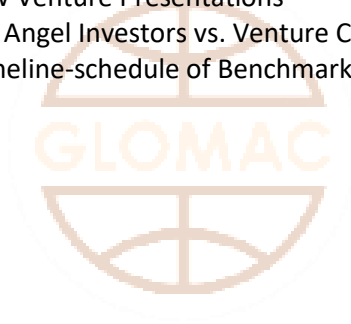 Venture Presentations
Angel Investors vs. Venture
meline-schedule of Benchmark
GLOMAC